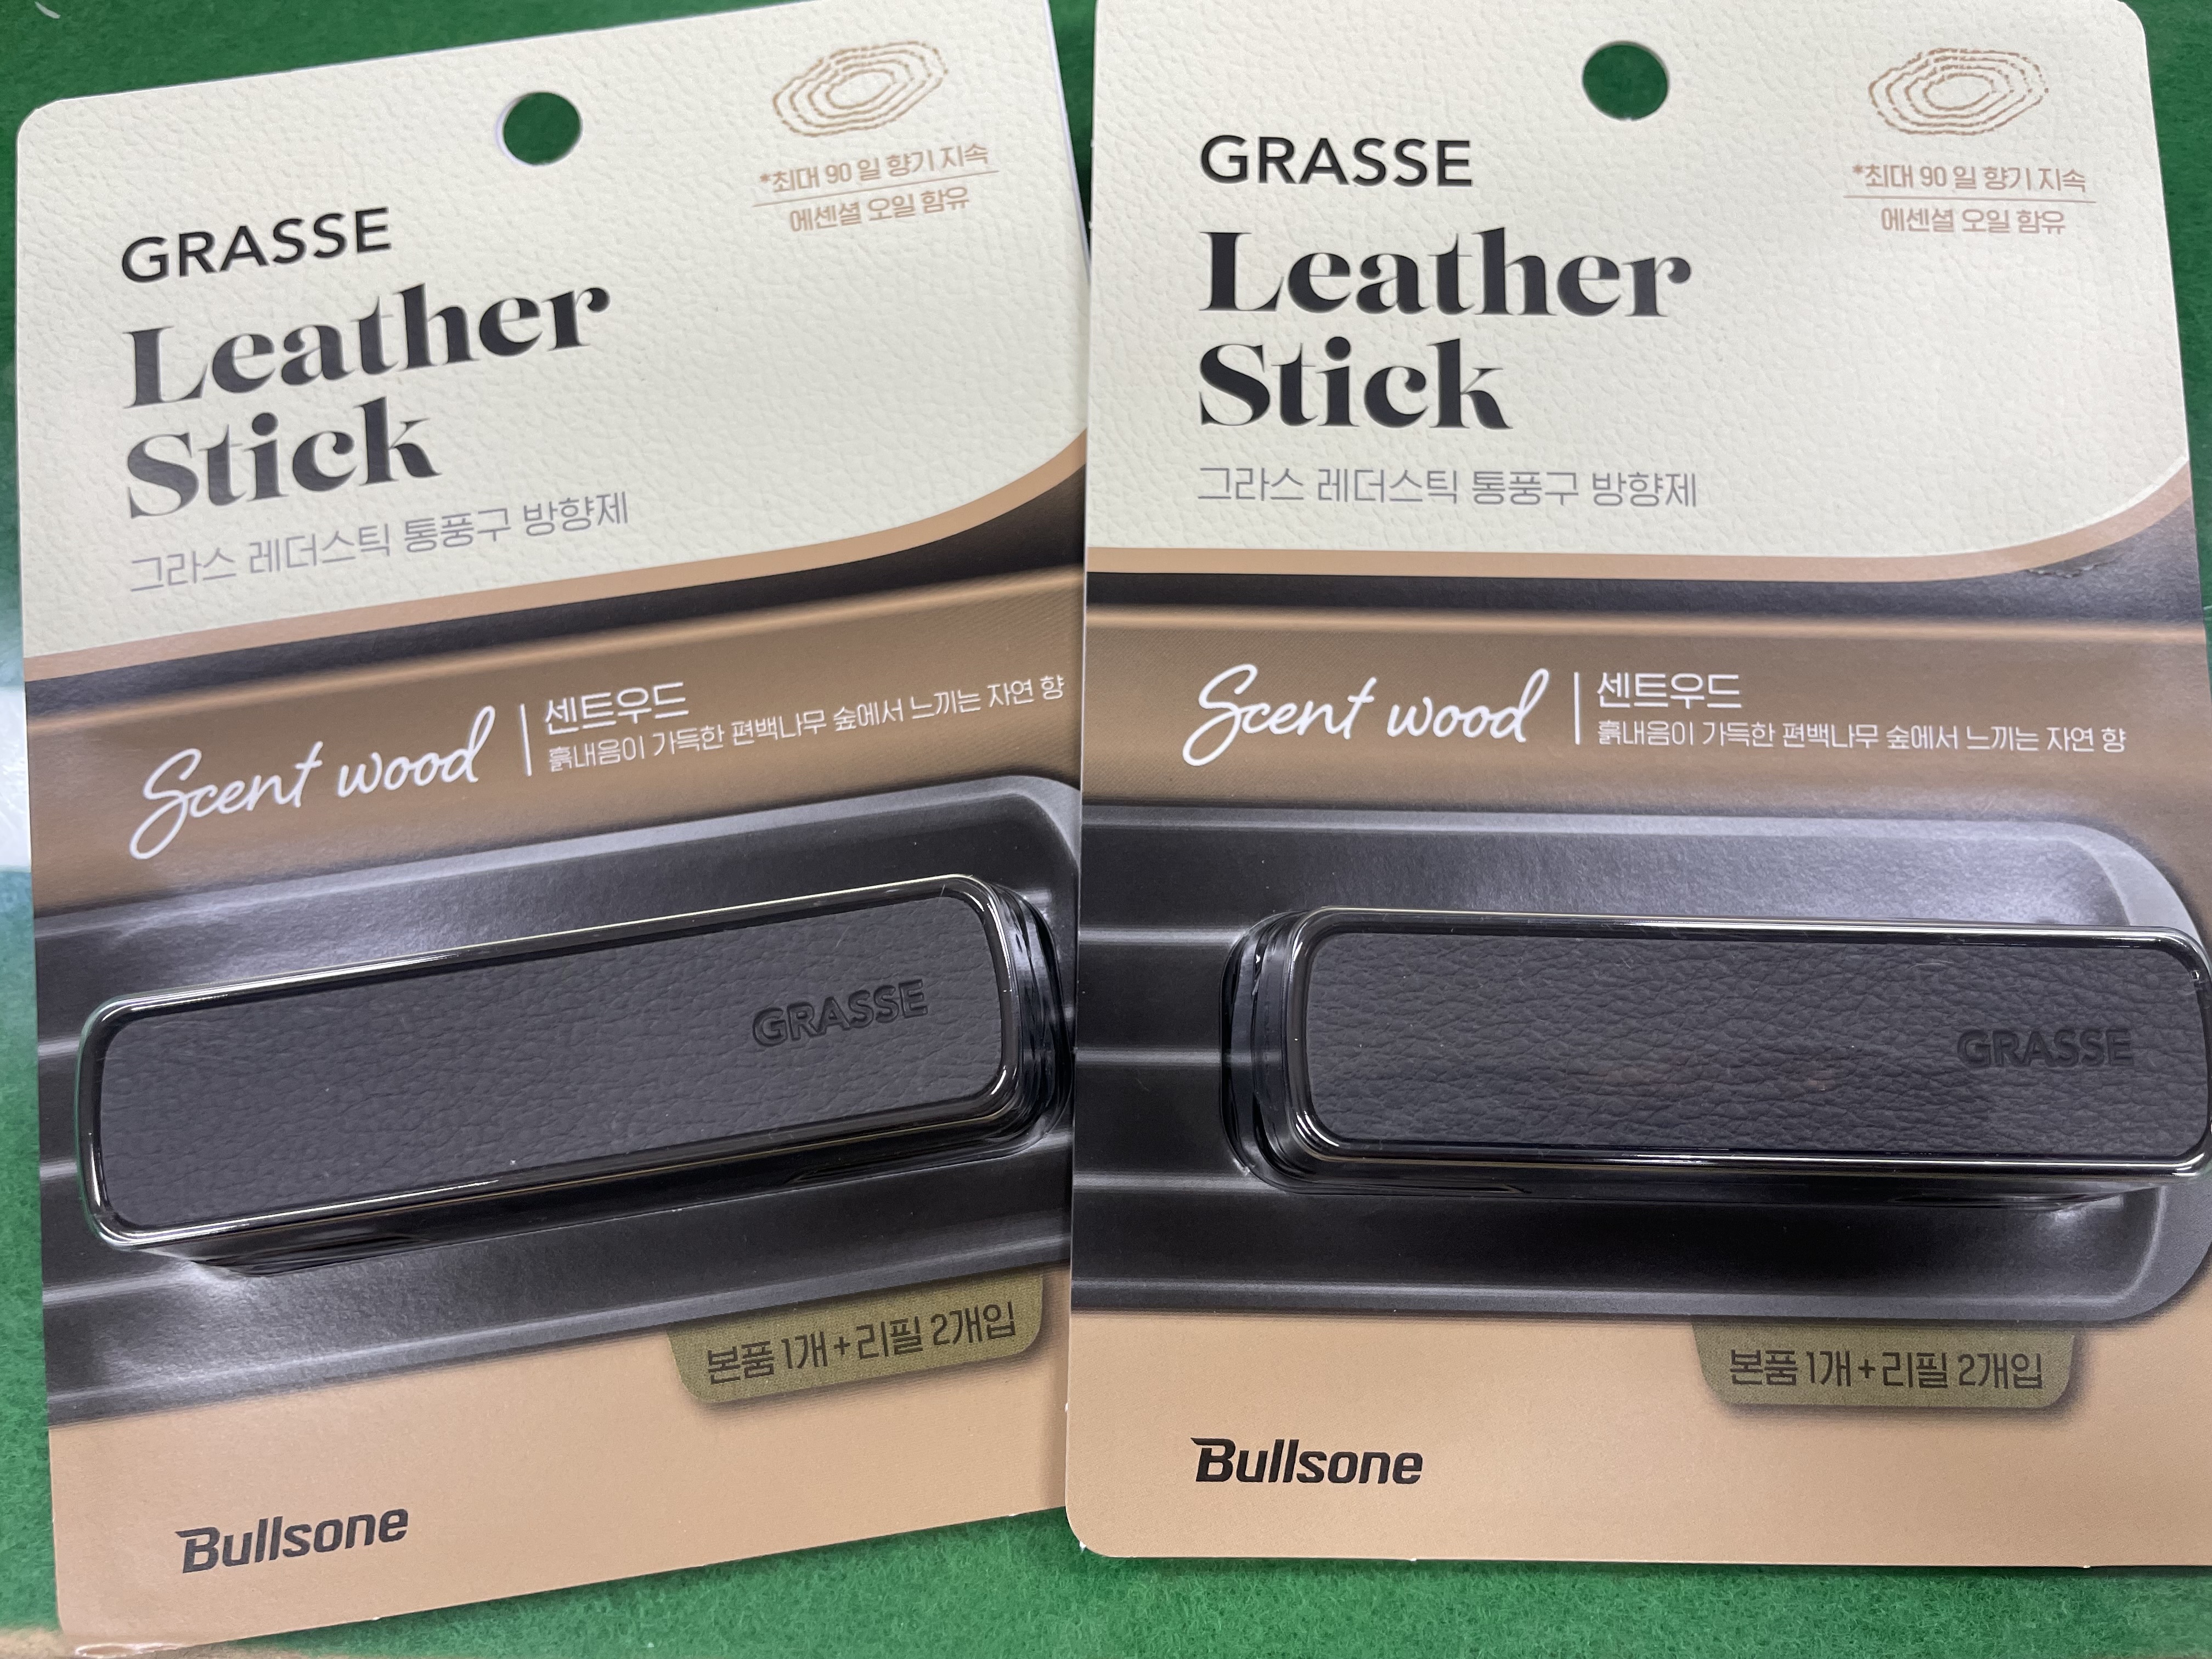 *최대 90일 향기 지속
에센셜 오일 함유
GRASSE
Leather
Stick
그라스 레더스틱 통풍구 방향제
Scent wood
센트우드
흙내음이 가득한 편백나무 숲에서 느끼는 자연 향
GRASSE
본품 1개+리필 2개입
Bullsone
*최대 90일 향기 지속
에센셜 오일 함유
GRASSE
Leather
Stick
그라스 레더스틱 통풍구 방향제
Scent wood
센트우드
흙내음이 가득한 편백나무 숲에서 느끼는 자연 향
GRASSE
본품 1개+리필 2개입
Bullsone